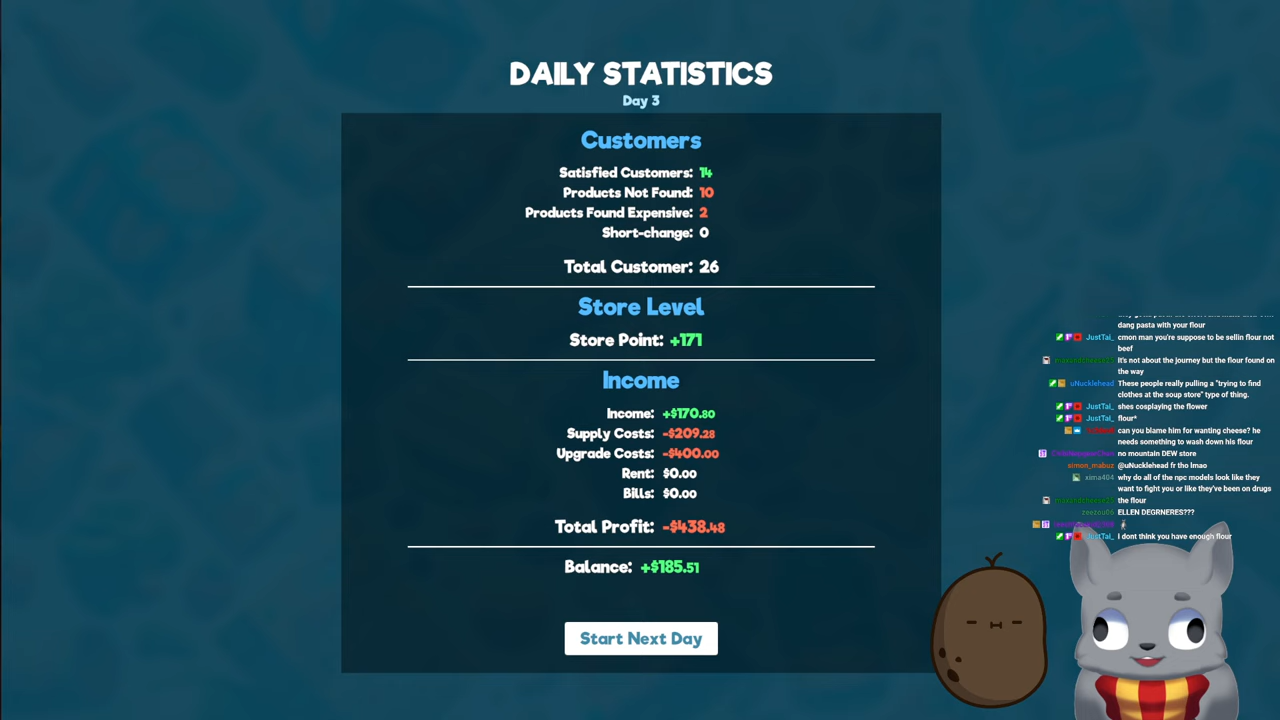 DAILY STATISTICS
Day 3
Customers
Satisfied Customers: 14
Products Not Found: 10
Products Found Expensive: 2
Short-change: 0
Total Customer: 26
Store Level
Store Point: +171
Income
Income: +$170.80
Supply Costs: -$209.28
Upgrade Costs: -$400.00
Rent: $0.00
Bills: $0.00
Total Profit: -$438.48
Balance: +$185.51
Start Next Day
dang pasta with your flour
JustTai_ cmon man you're suppose to be sellin flour not
beef
It's not about the journey but the flour found on
the way
uNucklehead These people really pulling a "trying to find
clothes at the soup store" type of thing.
JustTai_ shes cosplaying the flower
JustTai_ flour*
can you blame him for wanting cheese? he
needs something to wash down his flour
no mountain DEW store
simon_mabuz @uNucklehead fr tho lmao
xima404 why do all of the npc models look like they
want to fight you or like they've been on drugs
the flour
zeezou06 ELLEN DEGRNERES???
JustTai_ I dont think you have enough flour